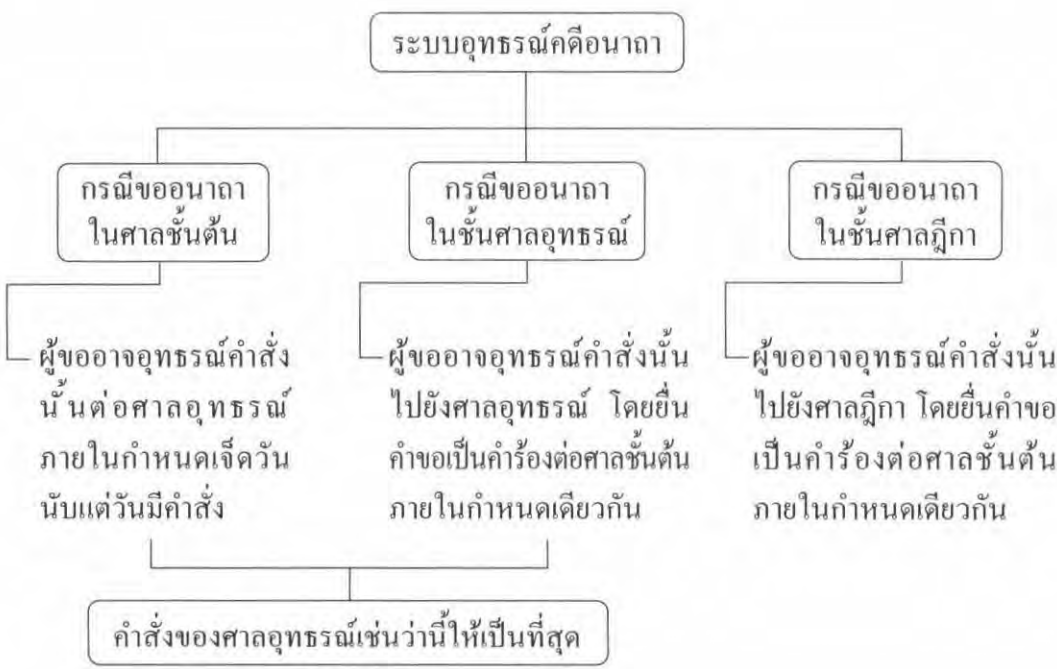 ระบบอุทธรณ์คดีอนาถา
กรณีขออนาถา
ในศาลชั้นต้น
ผู้ขออาจอุทธรณ์คำสั่ง
นั้นต่อศาลอุทธรณ์
ภายในกำหนดเจ็ดวัน
นับแต่วันมีคำสั่ง
กรณีขออนาถา
ในชั้นศาลอุทธรณ์
ผู้ขออาจอุทธรณ์คำสั่งนั้น
ไปยังศาลอุทธรณ์ โดยยื่น
คำขอเป็นคำร้องต่อศาลชั้นต้น
ภายในกำหนดเดียวกัน
กรณีขออนาถา
ในชั้นศาลฎีกา
ผู้ขออาจอุทธรณ์คำสั่งนั้น
ไปยังศาลฎีกา โดยยื่นคำขอ
เป็นคำร้องต่อศาลชั้นต้น
ภายในกำหนดเดียวกัน
คำสั่งของศาลอุทธรณ์เช่นว่านี้ให้เป็นที่สุด